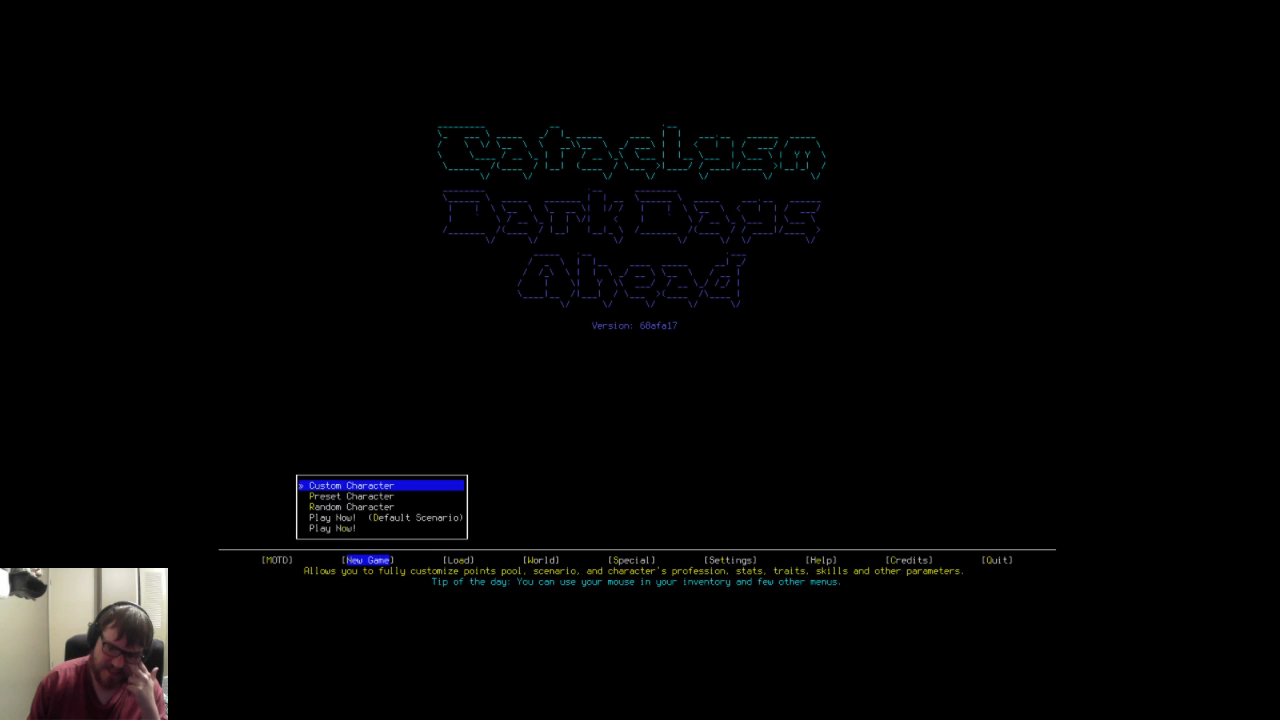 Cataclysm
Dark Days
Ahead
Version: 60afa17
» Custom Character
Preset Character
Random Character
Play Now! (Default Scenario)
Play Now!
[MOTD] [New Game] [Load] [World] [Special] [Settings] [Help] [Credits] [Quit]
Allows you to fully customize points pool, scenario, and character's profession, stats, traits, skills and other parameters.
Tip of the day: You can use your mouse in your inventory and few other menus.